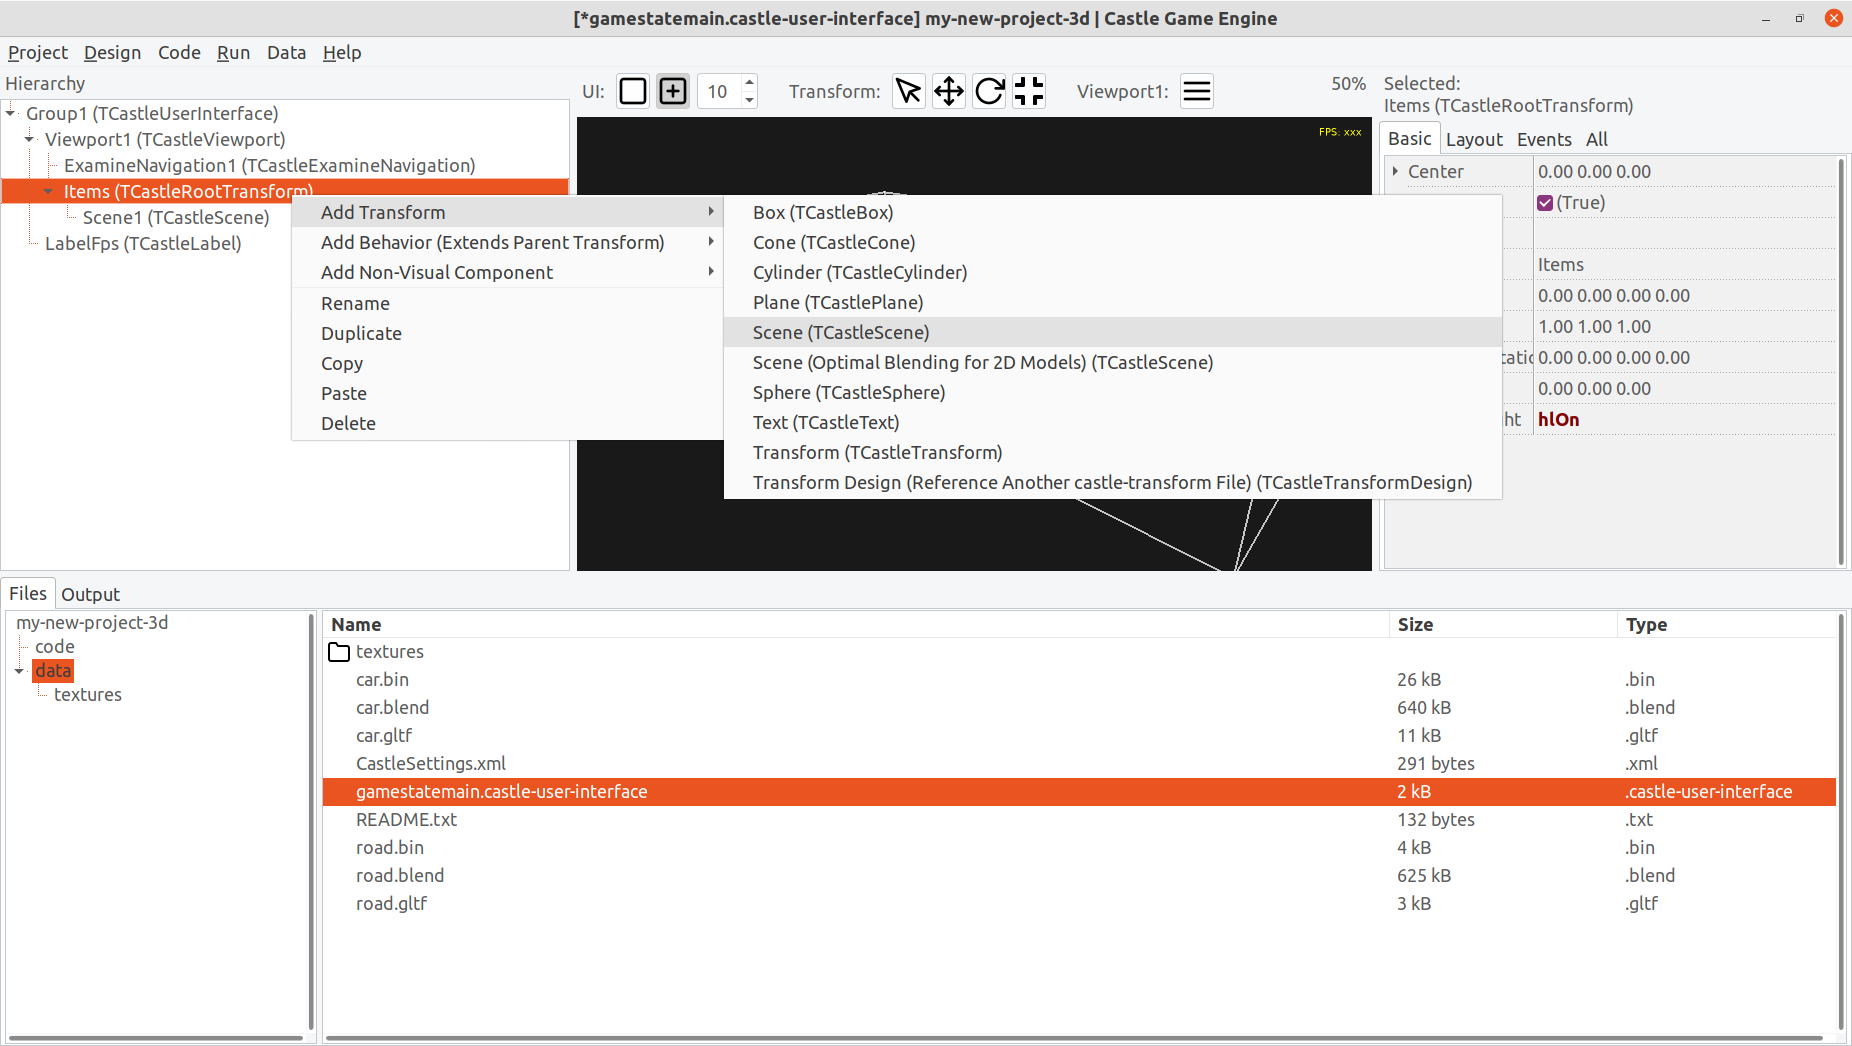 [*gamestatemain.castle-user-interface] my-new-project-3d | Castle Game Engine
Project Design Code Run Data Help
Hierarchy
Group1 (TCastleUserInterface)
Viewport1 (TCastleViewport)
ExamineNavigation1 (TCastleExamineNavigation)
Items (TCastleRootTransform)
Scene1 (TCastleScene)
LabelFps (TCastleLabel)
UI: 10 Transform: Viewport1: 50%
FPS: xxx
Add Transform
Add Behavior (Extends Parent Transform)
Add Non-Visual Component
Rename
Duplicate
Copy
Paste
Delete
Box (TCastleBox)
Cone (TCastleCone)
Cylinder (TCastleCylinder)
Plane (TCastlePlane)
Scene (TCastleScene)
Scene (Optimal Blending for 2D Models) (TCastleScene)
Sphere (TCastleSphere)
Text (TCastleText)
Transform (TCastleTransform)
Transform Design (Reference Another castle-transform File) (TCastleTransformDesign)
Selected:
Items (TCastleRootTransform)
Basic Layout Events All
Center 0.00 0.00 0.00
(True)
Items
0.00 0.00 0.00 0.00
1.00 1.00 1.00
0.00 0.00 0.00 0.00
0.00 0.00 0.00
hlOn
Files Output
my-new-project-3d
code
data
textures
Name Size Type
textures
car.bin 26 kB .bin
car.blend 640 kB .blend
car.gltf 11 kB .gltf
CastleSettings.xml 291 bytes .xml
gamestatemain.castle-user-interface 2 kB .castle-user-interface
README.txt 132 bytes .txt
road.bin 4 kB .bin
road.blend 625 kB .blend
road.gltf 3 kB .gltf